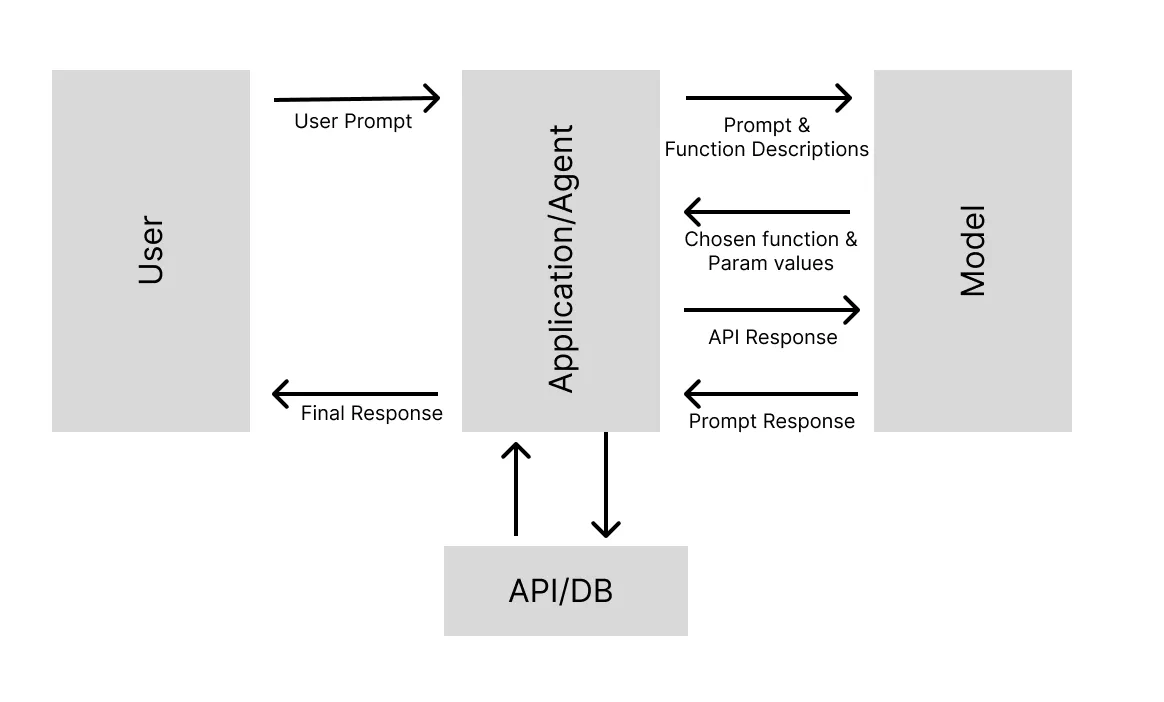 User
User Prompt
Final Response
Application/Agent
Prompt &
Function Descriptions
Chosen function &
Param values
API Response
Prompt Response
Model
API/DB